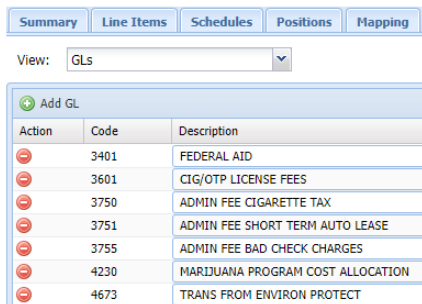 Summary Line Items Schedules Positions Mapping
View: GLs
Add GL
Action Code Description
3401 FEDERAL AID
3601 CIG/OTP LICENSE FEES
3750 ADMIN FEE CIGARETTE TAX
3751 ADMIN FEE SHORT TERM AUTO LEASE
3755 ADMIN FEE BAD CHECK CHARGES
4230 MARIJUANA PROGRAM COST ALLOCATION
4673 TRANS FROM ENVIRON PROTECT